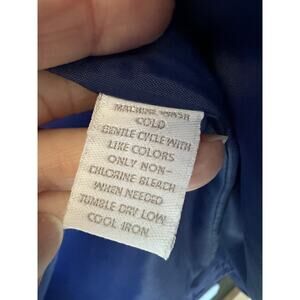 MACHINE WASH
COLD
GENTLE CYCLE WITH
LIKE COLORS
ONLY NON-
CHLORINE BLEACH
WHEN NEEDED
TUMBLE DRY LOW
COOL IRON